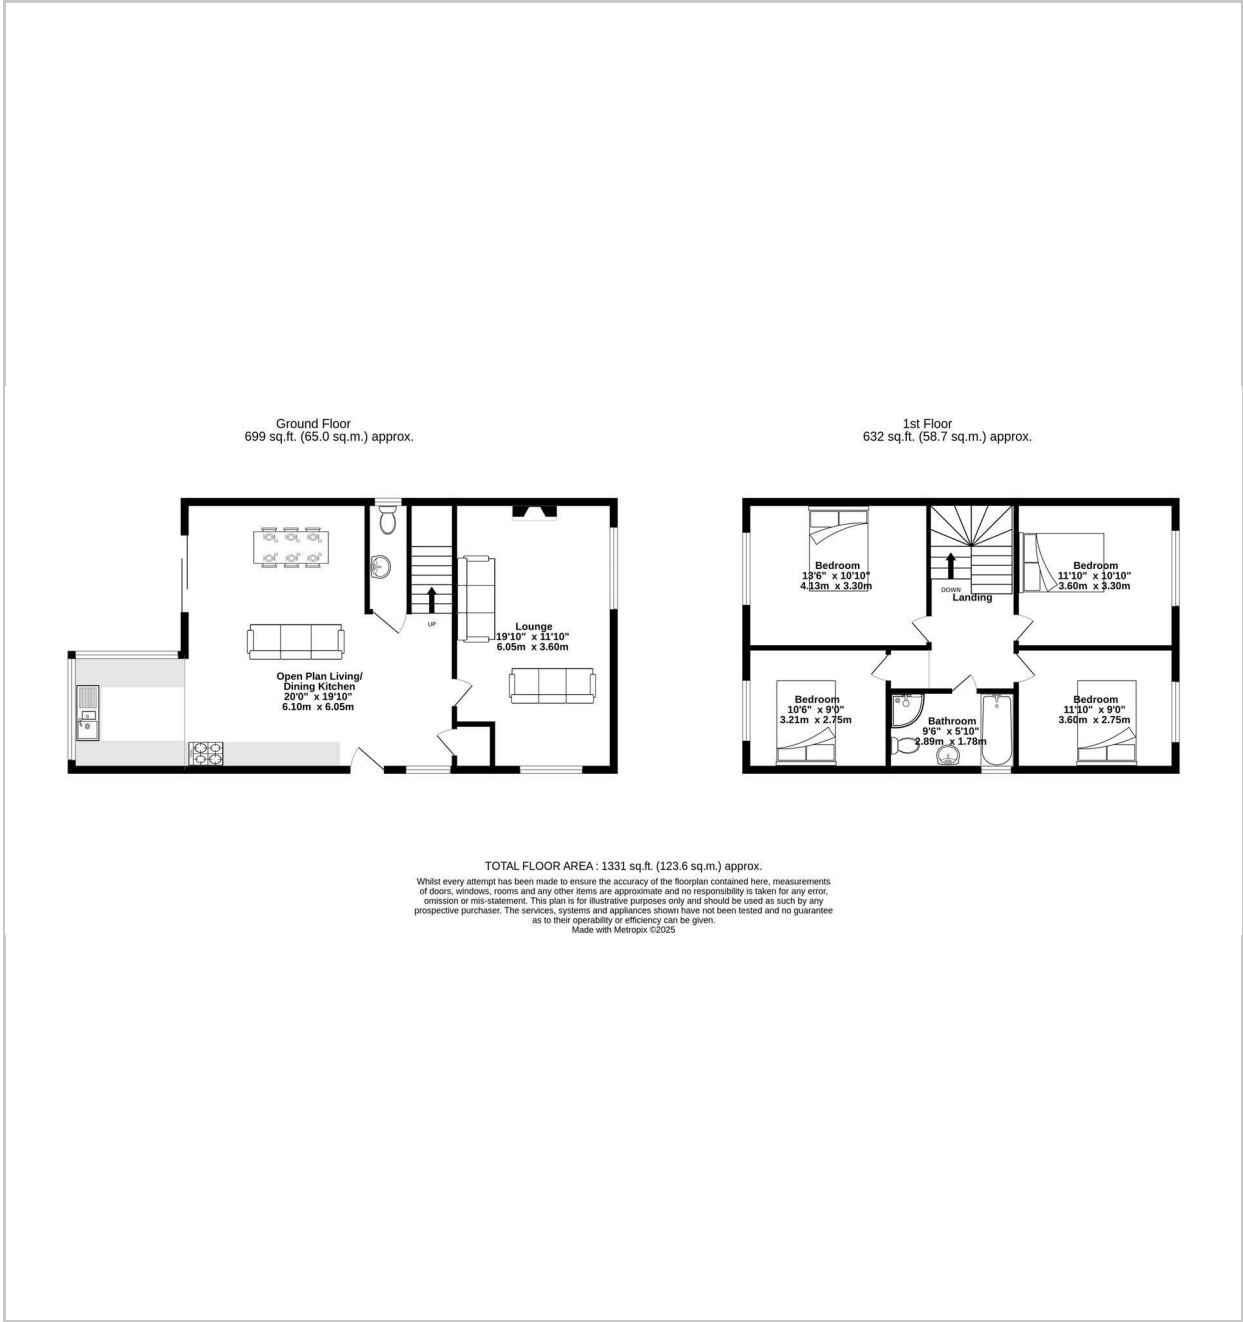 Ground Floor
699 sq.ft. (65.0 sq.m.) approx.
1st Floor
632 sq.ft. (58.7 sq.m.) approx.
UP
Lounge
19'10" x 11'10"
6.05m x 3.60m
Open Plan Living/
Dining Kitchen
20'0" x 19'10"
6.10m x 6.05m
Bedroom
13'6" x 10'10"
4.13m x 3.30m
DOWN
Landing
Bedroom
11'10" x 10'10"
3.60m x 3.30m
Bedroom
10'6" x 9'0"
3.21m x 2.75m
Bathroom
9'6" x 5'10"
2.89m x 1.78m
Bedroom
11'10" x 9'0"
3.60m x 2.75m
TOTAL FLOOR AREA : 1331 sq.ft. (123.6 sq.m.) approx.
Whilst every attempt has been made to ensure the accuracy of the floorplan contained here, measurements
of doors, windows, rooms and any other items are approximate and no responsibility is taken for any error,
omission or mis-statement. This plan is for illustrative purposes only and should be used as such by any
prospective purchaser. The services, systems and appliances shown have not been tested and no guarantee
as to their operability or efficiency can be given.
Made with Metropix ©2025